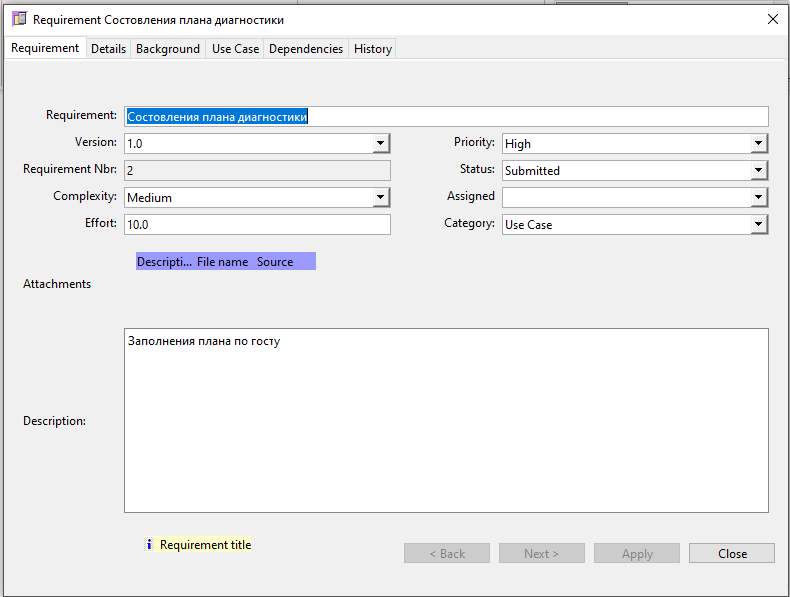 Requirement Состовления плана диагностики
Requirement Details Background Use Case Dependencies History
Requirement: Состовления плана диагностики
Version: 1.0 Priority: High
Requirement Nbr: 2 Status: Submitted
Complexity: Medium Assigned
Effort: 10.0 Category: Use Case
Descripti... File name Source
Attachments
Заполнения плана по госту
Description:
i Requirement title
< Back Next > Apply Close